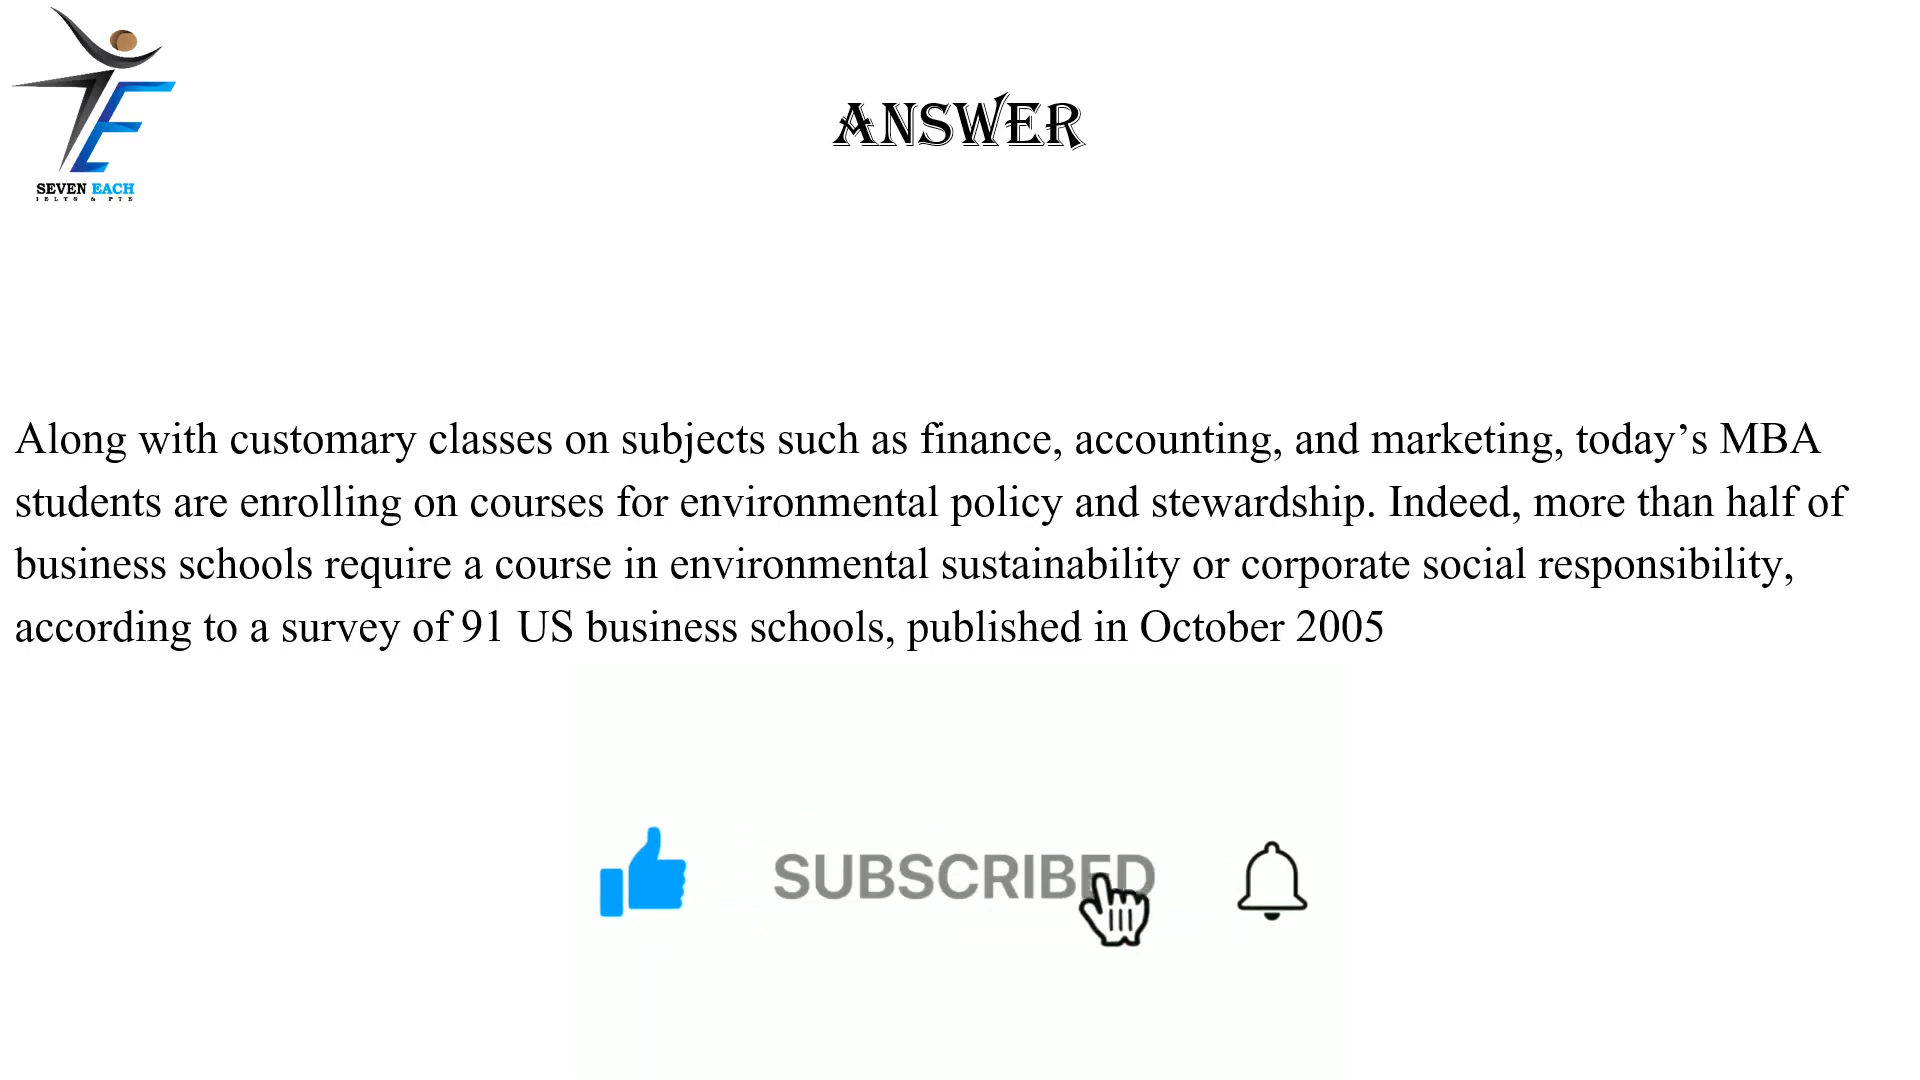 SEVEN EACH
IELTS & PTE
ANSWER
Along with customary classes on subjects such as finance, accounting, and marketing, today’s MBA
students are enrolling on courses for environmental policy and stewardship. Indeed, more than half of
business schools require a course in environmental sustainability or corporate social responsibility,
according to a survey of 91 US business schools, published in October 2005
SUBSCRIBED